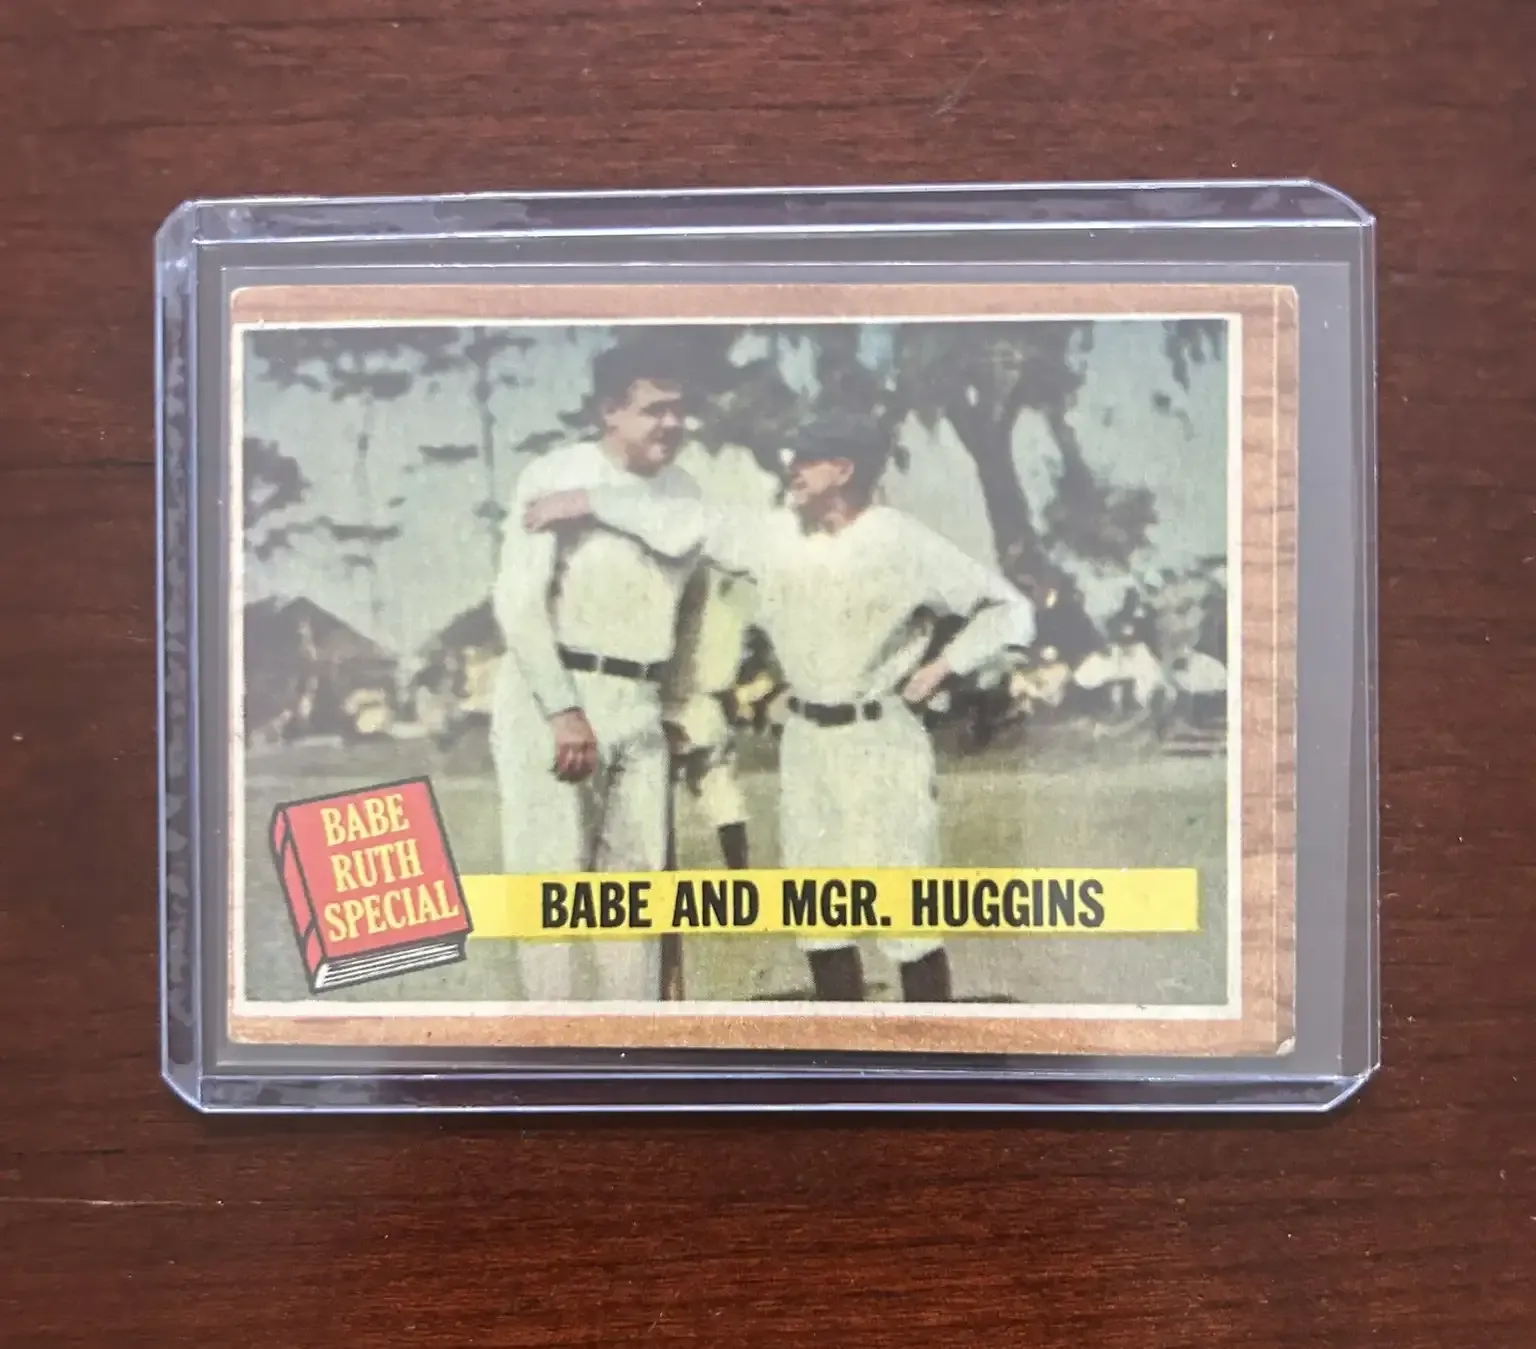 BABE
RUTH
SPECIAL
BABE AND MGR. HUGGINS